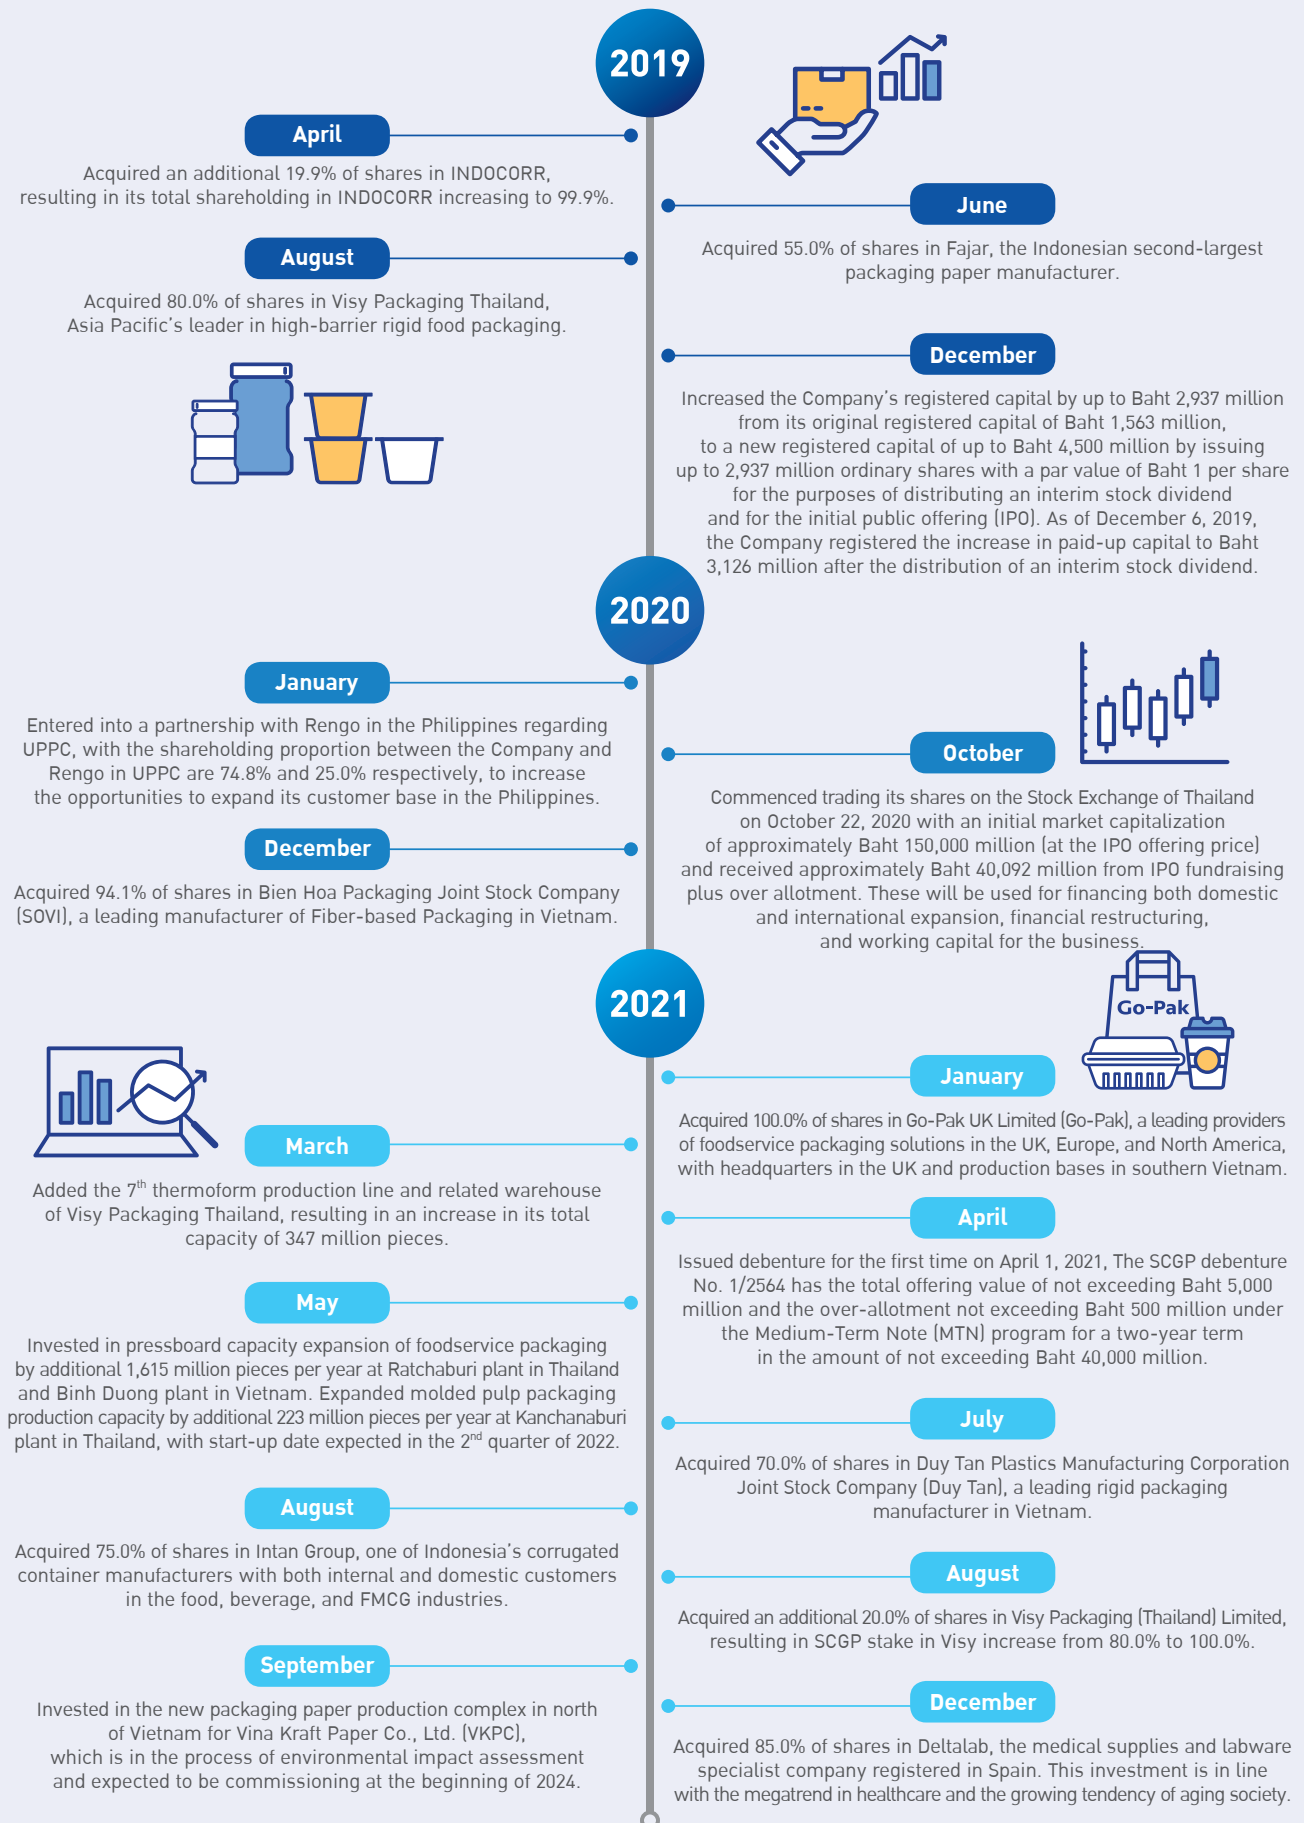 2019
April
Acquired an additional 19.9% of shares in INDOCORR,
resulting in its total shareholding in INDOCORR increasing to 99.9%.
June
Acquired 55.0% of shares in Fajar, the Indonesian second-largest
packaging paper manufacturer.
August
Acquired 80.0% of shares in Visy Packaging Thailand,
Asia Pacific's leader in high-barrier rigid food packaging.
December
Increased the Company's registered capital by up to Baht 2,937 million
from its original registered capital of Baht 1,563 million,
to a new registered capital of up to Baht 4,500 million by issuing
up to 2,937 million ordinary shares with a par value of Baht 1 per share
for the purposes of distributing an interim stock dividend
and for the initial public offering (IPO). As of December 6, 2019,
the Company registered the increase in paid-up capital to Baht
3,126 million after the distribution of an interim stock dividend.
2020
January
Entered into a partnership with Rengo in the Philippines regarding
UPPC, with the shareholding proportion between the Company and
Rengo in UPPC are 74.8% and 25.0% respectively, to increase
the opportunities to expand its customer base in the Philippines.
October
Commenced trading its shares on the Stock Exchange of Thailand
on October 22, 2020 with an initial market capitalization
of approximately Baht 150,000 million (at the IPO offering price)
and received approximately Baht 40,092 million from IPO fundraising
plus over allotment. These will be used for financing both domestic
and international expansion, financial restructuring,
and working capital for the business.
December
Acquired 94.1% of shares in Bien Hoa Packaging Joint Stock Company
(SOVI), a leading manufacturer of Fiber-based Packaging in Vietnam.
2021
Go-Pak
January
Acquired 100.0% of shares in Go-Pak UK Limited (Go-Pak), a leading providers
of foodservice packaging solutions in the UK, Europe, and North America,
with headquarters in the UK and production bases in southern Vietnam.
March
Added the 7th thermoform production line and related warehouse
of Visy Packaging Thailand, resulting in an increase in its total
capacity of 347 million pieces.
April
Issued debenture for the first time on April 1, 2021, The SCGP debenture
No. 1/2564 has the total offering value of not exceeding Baht 5,000
million and the over-allotment not exceeding Baht 500 million under
the Medium-Term Note (MTN) program for a two-year term
in the amount of not exceeding Baht 40,000 million.
May
Invested in pressboard capacity expansion of foodservice packaging
by additional 1,615 million pieces per year at Ratchaburi plant in Thailand
and Binh Duong plant in Vietnam. Expanded molded pulp packaging
production capacity by additional 223 million pieces per year at Kanchanaburi
plant in Thailand, with start-up date expected in the 2nd quarter of 2022.
July
Acquired 70.0% of shares in Duy Tan Plastics Manufacturing Corporation
Joint Stock Company (Duy Tan), a leading rigid packaging
manufacturer in Vietnam.
August
Acquired 75.0% of shares in Intan Group, one of Indonesia's corrugated
container manufacturers with both internal and domestic customers
in the food, beverage, and FMCG industries.
August
Acquired an additional 20.0% of shares in Visy Packaging (Thailand) Limited,
resulting in SCGP stake in Visy increase from 80.0% to 100.0%.
September
Invested in the new packaging paper production complex in north
of Vietnam for Vina Kraft Paper Co., Ltd. (VKPC),
which is in the process of environmental impact assessment
and expected to be commissioning at the beginning of 2024.
December
Acquired 85.0% of shares in Deltalab, the medical supplies and labware
specialist company registered in Spain. This investment is in line
with the megatrend in healthcare and the growing tendency of aging society.